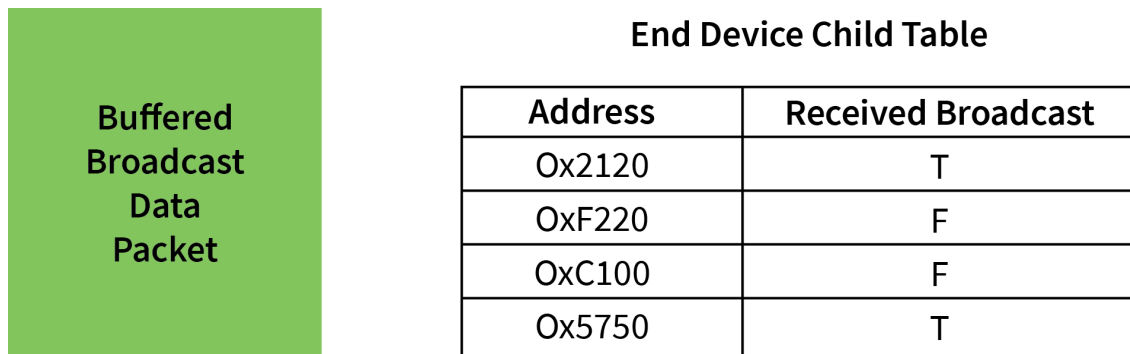 Buffered
Broadcast
Data
Packet
End Device Child Table
Address Received Broadcast
Ox2120 T
OxF220 F
OxC100 F
Ox5750 T